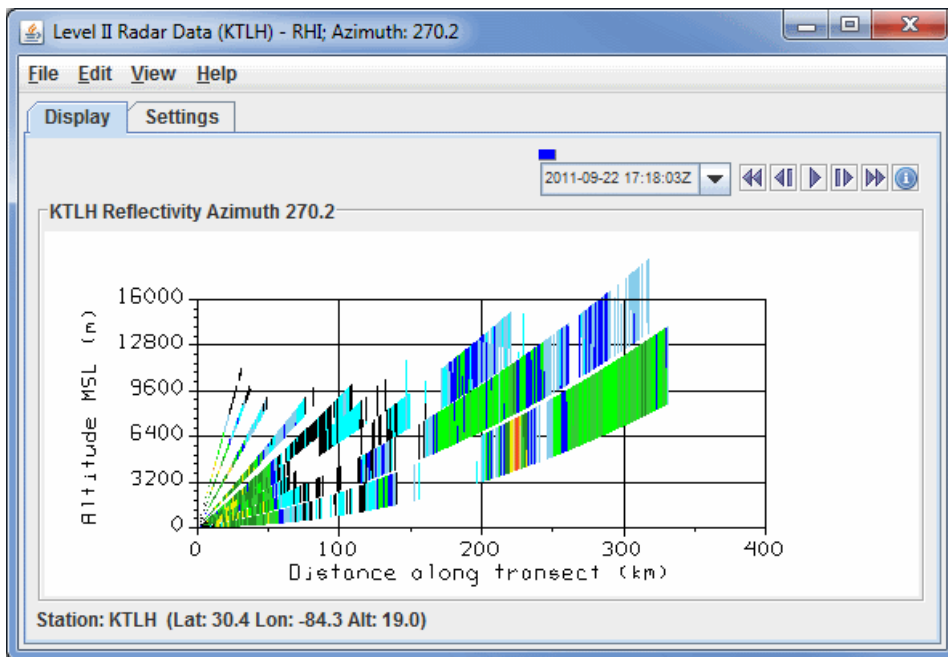 Level II Radar Data (KTLH) - RHI; Azimuth: 270.2
File Edit View Help
Display Settings
2011-09-22 17:18:03Z
KTLH Reflectivity Azimuth 270.2
16000
12800
9600
6400
3200
0
Altitude MSL (m)
0 100 200 300 400
Distance along transect (km)
Station: KTLH (Lat: 30.4 Lon: -84.3 Alt: 19.0)